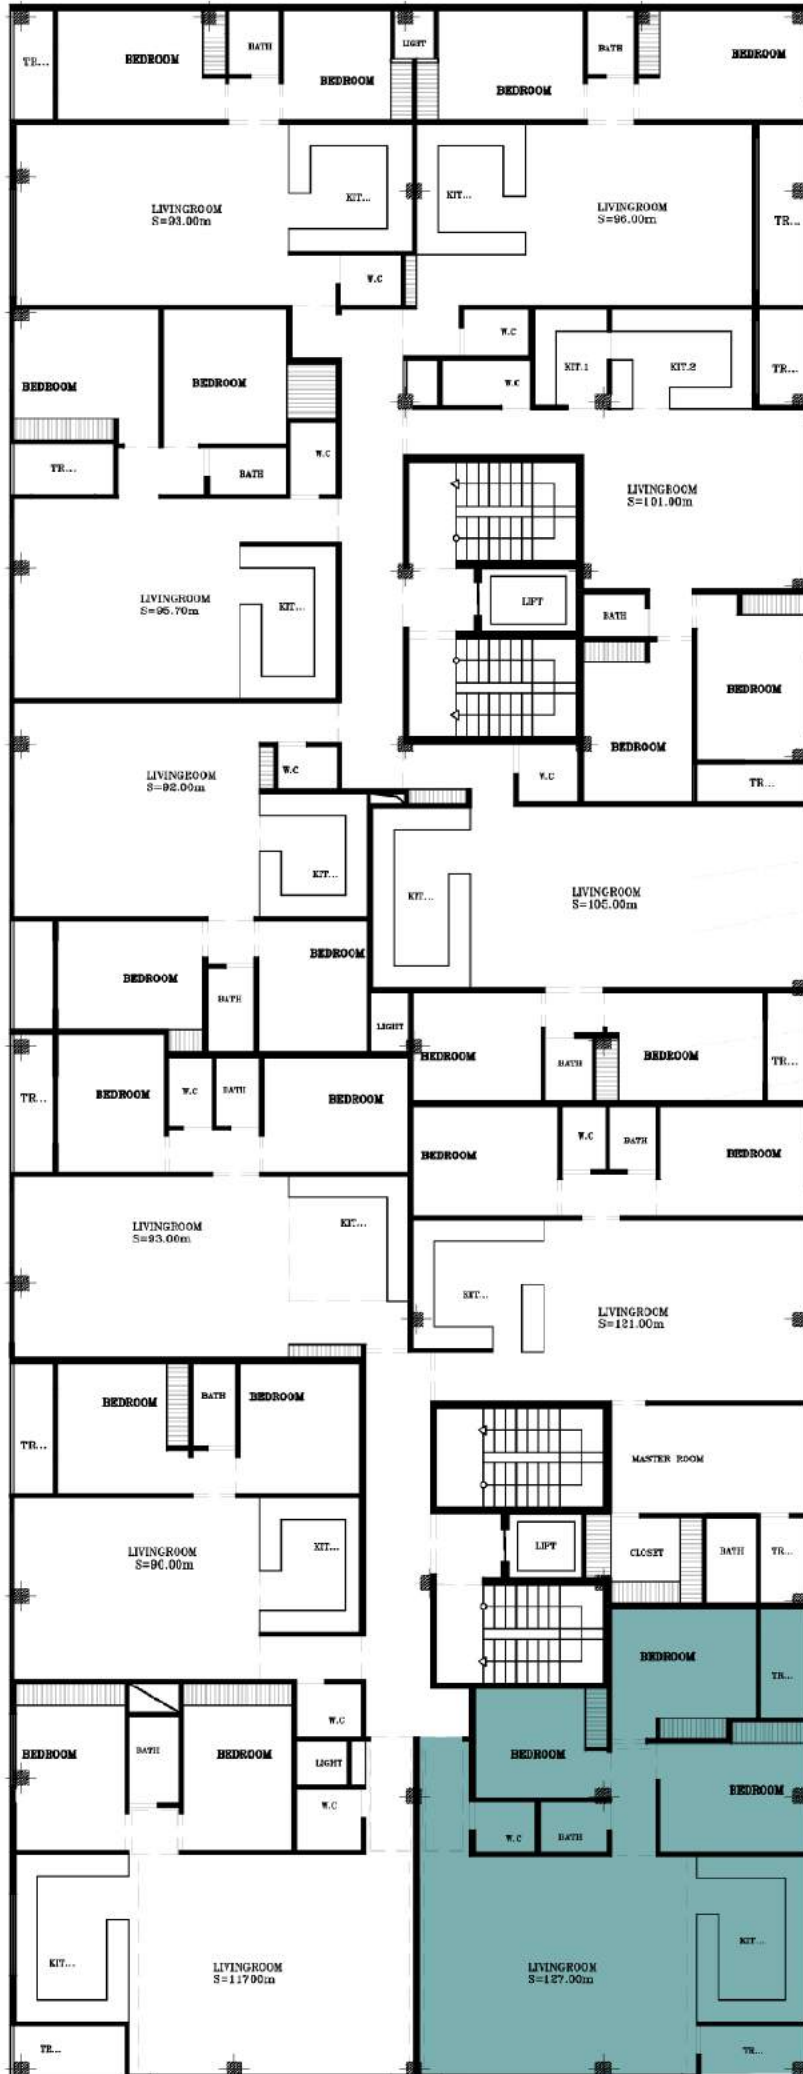 TR...
BEDROOM
BATH
BEDROOM
LIGHT
BEDROOM
BATH
BEDROOM
LIVINGROOM
S=93.00m
KIT...
KIT...
LIVINGROOM
S=96.00m
TR...
W.C
W.C
BEDROOM
BEDROOM
W.C
KIT.1
KIT.2
TR...
TR...
BATH
W.C
LIVINGROOM
S=101.00m
LIVINGROOM
S=95.70m
KIT...
LIFT
BATH
BEDROOM
BEDROOM
LIVINGROOM
S=92.00m
W.C
W.C
TR...
KIT...
KIT...
LIVINGROOM
S=105.00m
BEDROOM
BEDROOM
BATH
LIGHT
BEDROOM
BATH
BEDROOM
TR...
TR...
BEDROOM
W.C
BATH
BEDROOM
BEDROOM
W.C
BATH
BEDROOM
LIVINGROOM
S=93.00m
KIT...
KIT...
LIVINGROOM
S=121.00m
BEDROOM
BATH
BEDROOM
TR...
MASTER ROOM
LIVINGROOM
S=90.00m
KIT...
LIFT
CLOSET
BATH
TR...
BEDROOM
TR...
W.C
BEDROOM
BATH
BEDROOM
LIGHT
BEDROOM
BEDROOM
W.C
W.C
BATH
KIT...
LIVINGROOM
S=11700m
LIVINGROOM
S=127.00m
KIT...
TR...
TR...